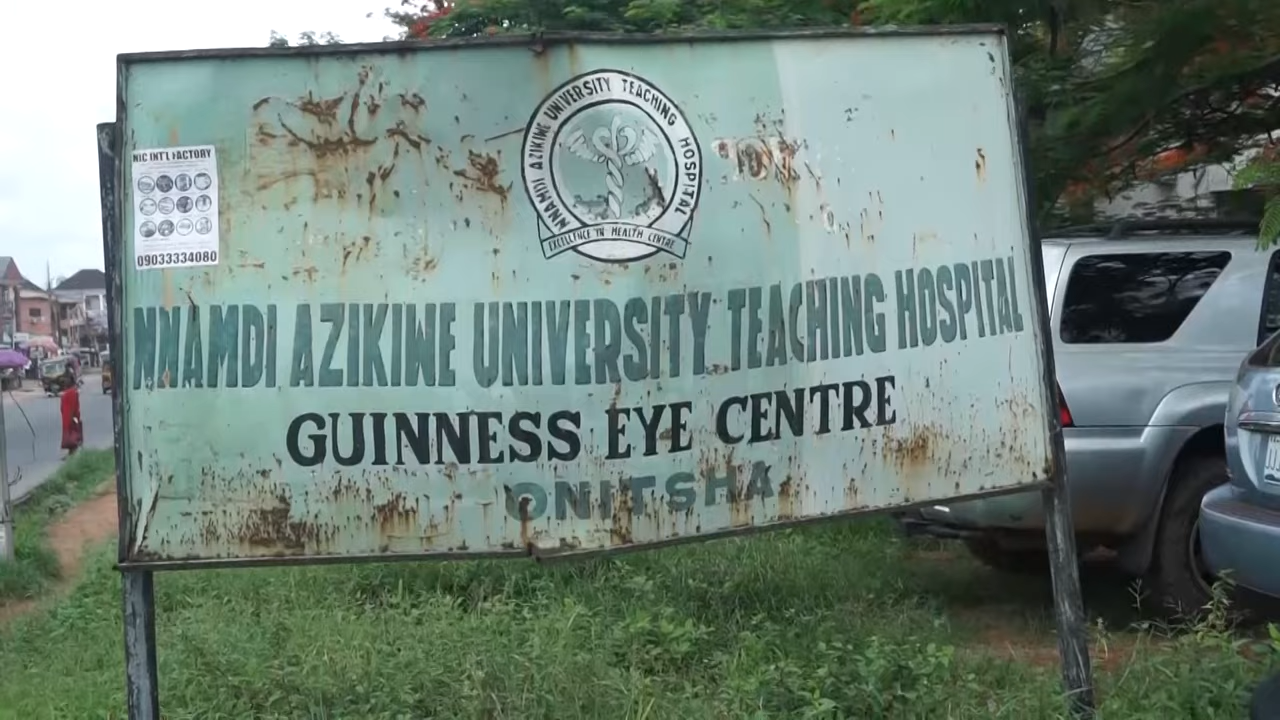 NNAMDI AZIKIWE UNIVERSITY TEACHING HOSPITAL
EXCELLENCE IN HEALTH CENTRE
NIC INT'L FACTORY
09033334080
NNAMDI AZIKIWE UNIVERSITY TEACHING HOSPITAL
GUINNESS EYE CENTRE
ONITSHA